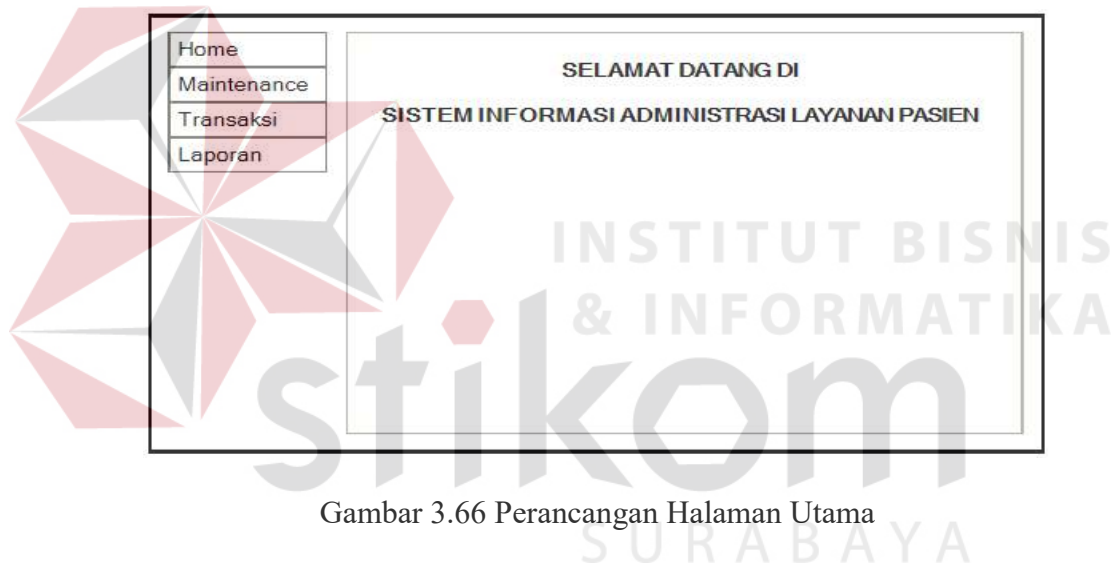 Home
Maintenance
Transaksi
Laporan
SELAMAT DATANG DI
SISTEM INFORMASI ADMINISTRASI LAYANAN PASIEN
INSTITUT BISNIS
& INFORMATIKA
stikom
SURABAYA
Gambar 3.66 Perancangan Halaman Utama